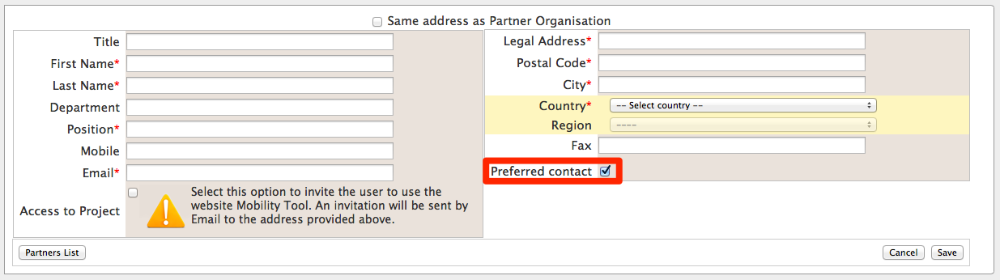 Same address as Partner Organisation
Title
First Name*
Last Name*
Department
Position*
Mobile
Email*
Access to Project
Select this option to invite the user to use the
website Mobility Tool. An invitation will be sent by
Email to the address provided above.
Legal Address*
Postal Code*
City*
Country*
-- Select country --
Region
----
Fax
Preferred contact
Partners List
Cancel
Save